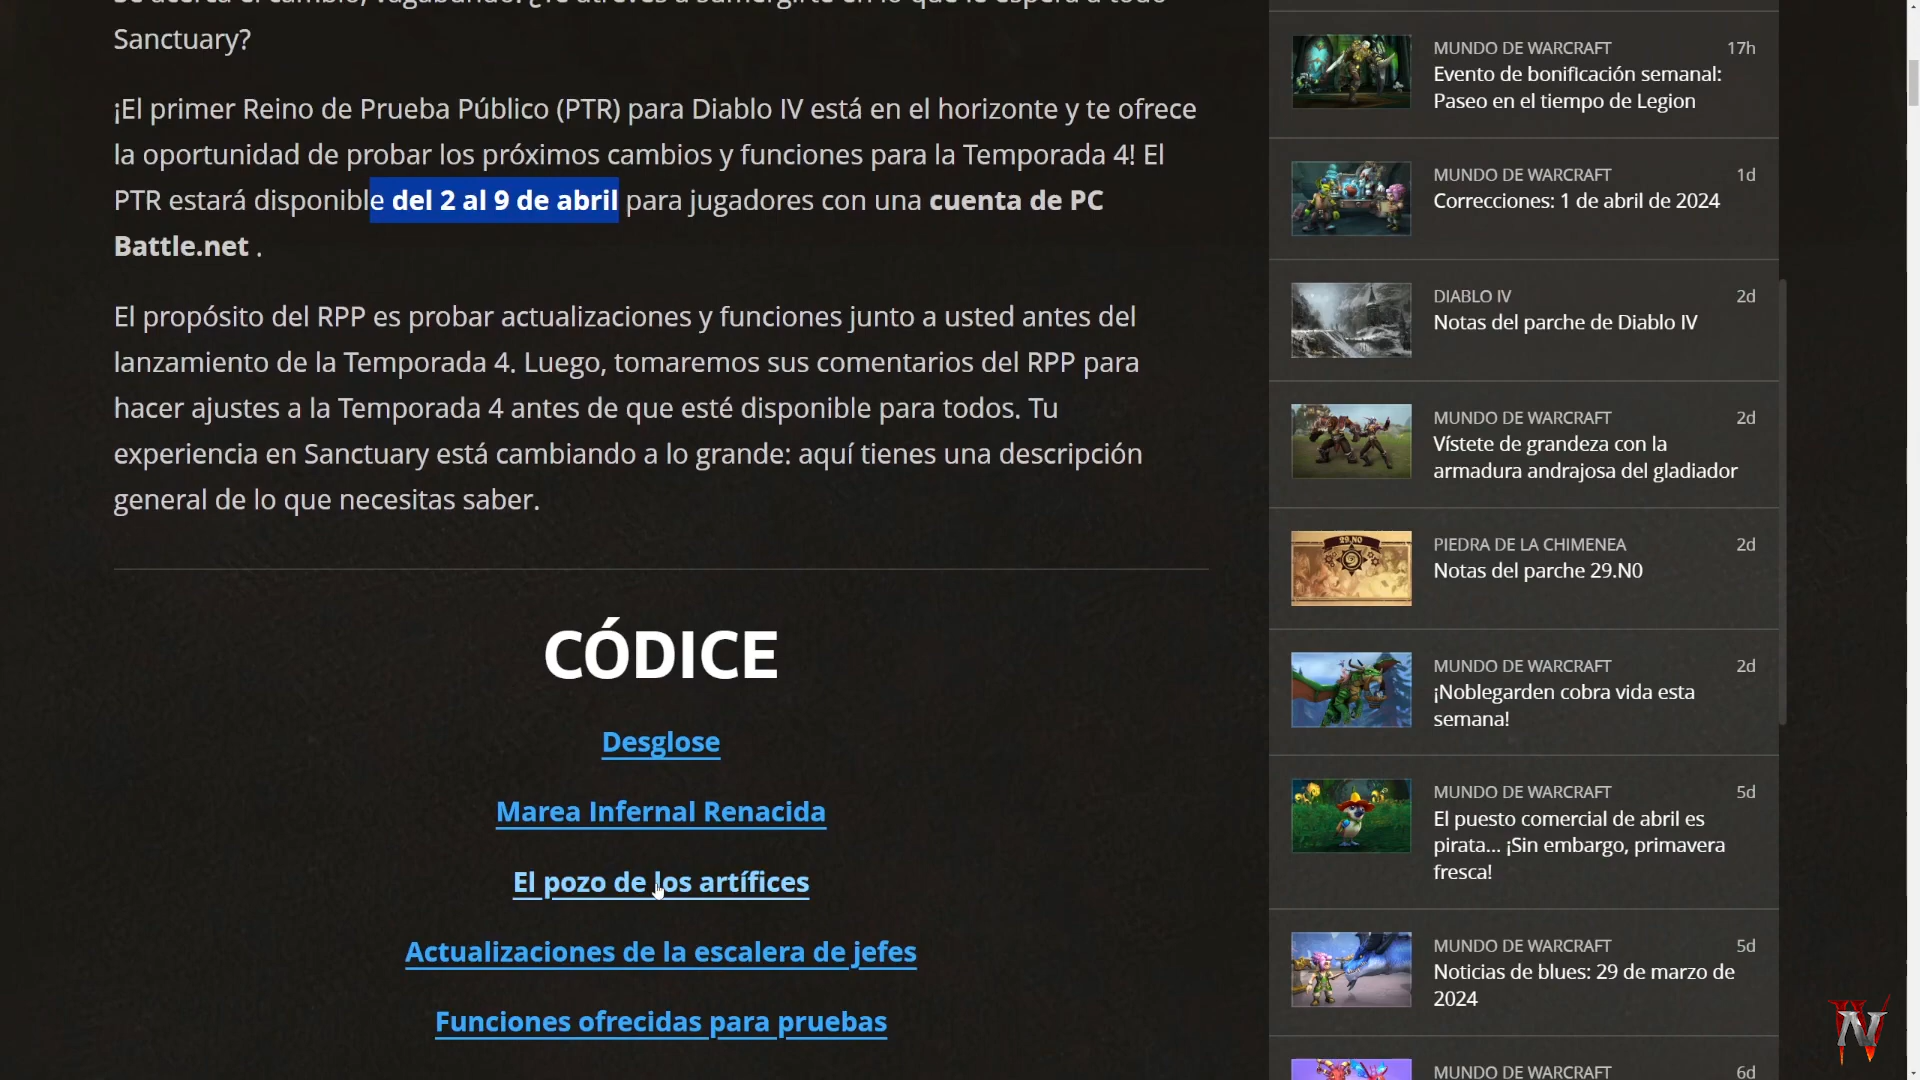 Sanctuary?
¡El primer Reino de Prueba Público (PTR) para Diablo IV está en el horizonte y te ofrece
la oportunidad de probar los próximos cambios y funciones para la Temporada 4! El
PTR estará disponible del 2 al 9 de abril para jugadores con una cuenta de PC
Battle.net .
El propósito del RPP es probar actualizaciones y funciones junto a usted antes del
lanzamiento de la Temporada 4. Luego, tomaremos sus comentarios del RPP para
hacer ajustes a la Temporada 4 antes de que esté disponible para todos. Tu
experiencia en Sanctuary está cambiando a lo grande: aquí tienes una descripción
general de lo que necesitas saber.
CÓDICE
Desglose
Marea Infernal Renacida
El pozo de los artífices
Actualizaciones de la escalera de jefes
Funciones ofrecidas para pruebas
MUNDO DE WARCRAFT 17h
Evento de bonificación semanal:
Paseo en el tiempo de Legion
MUNDO DE WARCRAFT 1d
Correcciones: 1 de abril de 2024
DIABLO IV 2d
Notas del parche de Diablo IV
MUNDO DE WARCRAFT 2d
Vístete de grandeza con la
armadura andrajosa del gladiador
29.N0
PIEDRA DE LA CHIMENEA 2d
Notas del parche 29.N0
MUNDO DE WARCRAFT 2d
¡Noblegarden cobra vida esta
semana!
MUNDO DE WARCRAFT 5d
El puesto comercial de abril es
pirata... ¡Sin embargo, primavera
fresca!
MUNDO DE WARCRAFT 5d
Noticias de blues: 29 de marzo de
2024
MUNDO DE WARCRAFT 6d
IV